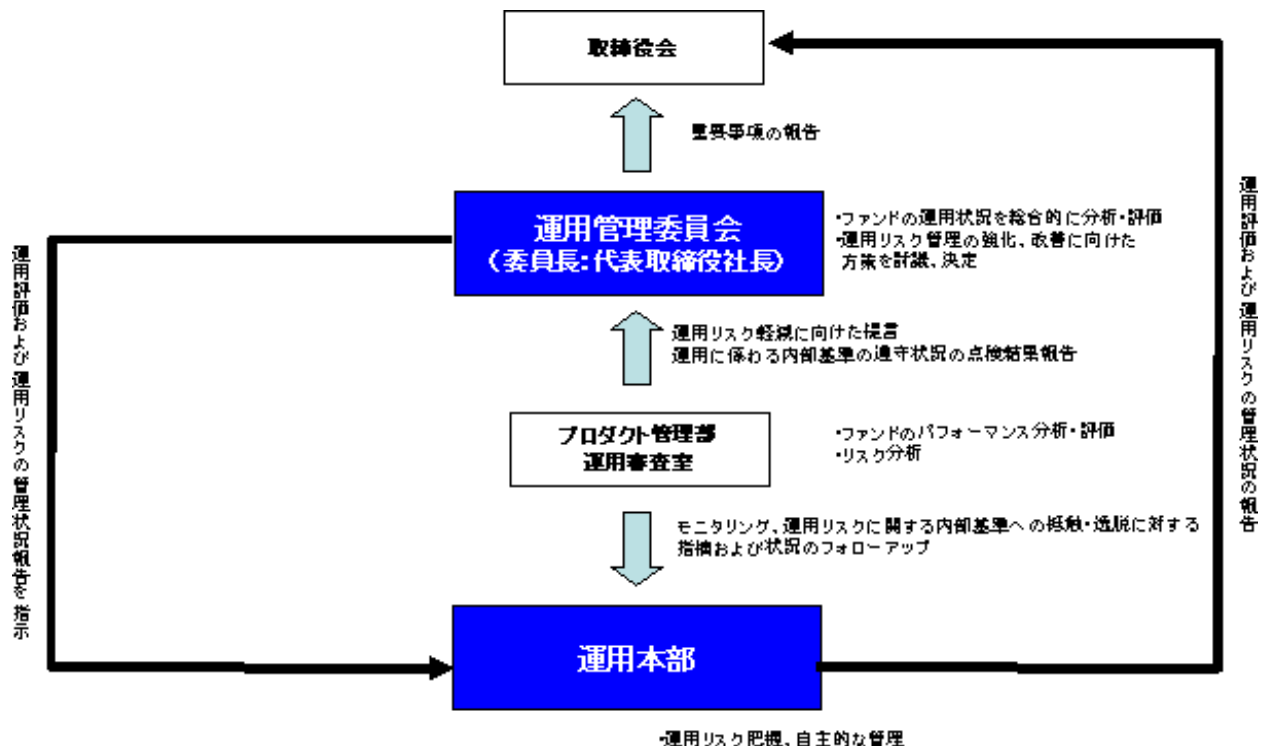 取締役会
重要事項の報告
運用管理委員会
（委員長：代表取締役社長）
・ファンドの運用状況を総合的に分析・評価
・運用リスク管理の強化、改善に向けた
方策を討議、決定
運用リスク軽減に向けた提言
運用に係わる内部基準の遵守状況の点検結果報告
プロダクト管理部
運用審査室
・ファンドのパフォーマンス分析・評価
・リスク分析
モニタリング、運用リスクに関する内部基準への抵触・逸脱に対する
指摘および状況のフォローアップ
運用本部
・運用リスク把握、自主的な管理
運用評価および運用リスクの管理状況報告を指示
運用評価および運用リスクの管理状況の報告